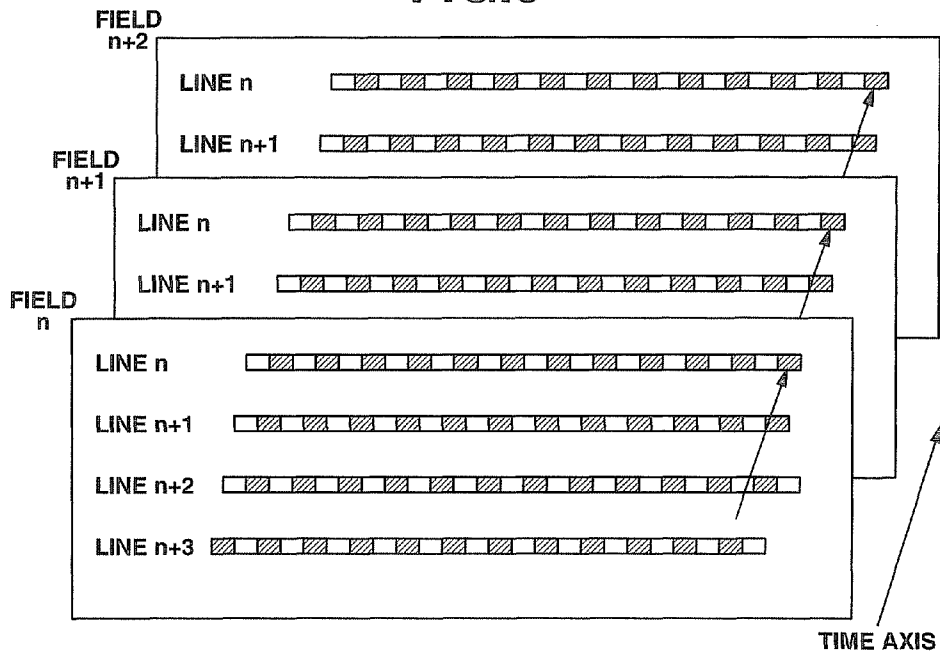 FIELD
n+2
LINE n
LINE n+1
FIELD
n+1
LINE n
LINE n+1
FIELD
n
LINE n
LINE n+1
LINE n+2
LINE n+3
TIME AXIS